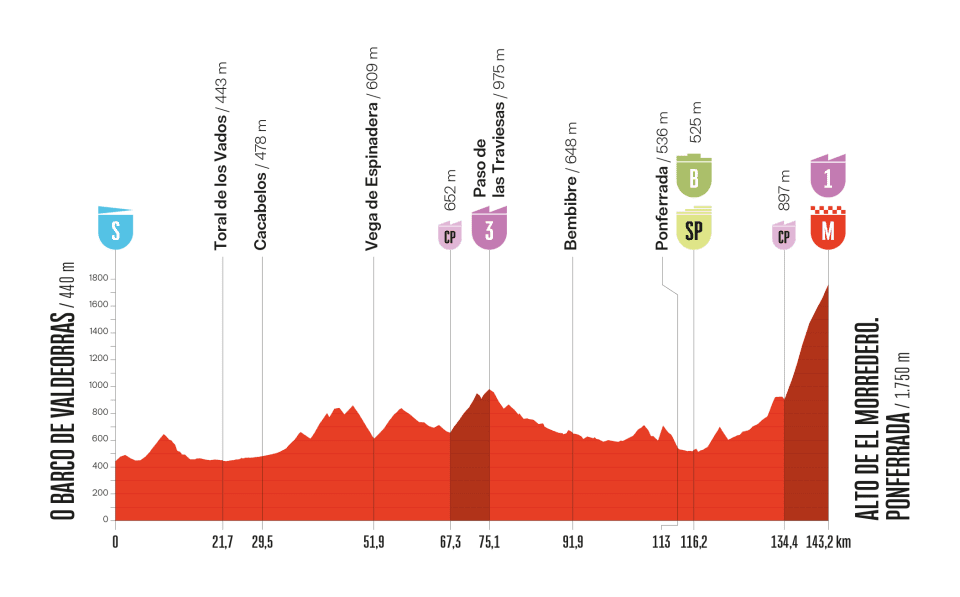 O BARCO DE VALDEORRAS / 440 m
S
Toral de los Vados / 443 m
Cacabelos / 478 m
Vega de Espinadera / 609 m
652 m
CP
Paso de
las Traviesas / 975 m
3
Bembibre / 648 m
Ponferrada / 536 m
525 m
B
SP
897 m
CP
1
M
ALTO DE EL MORREDERO.
PONFERRADA / 1.750 m
1800
1600
1400
1200
1000
800
600
400
200
0
0 21,7 29,5 51,9 67,3 75,1 91,9 113 116,2 134,4 143,2 km